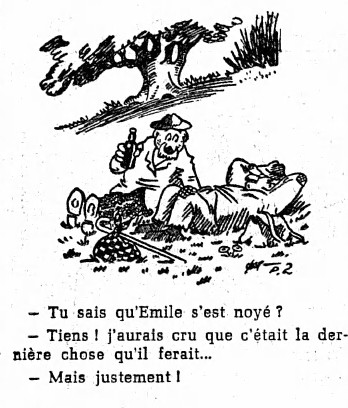 P.2
— Tu sais qu'Emile s'est noyé ?
— Tiens ! j'aurais cru que c'était la der-
nière chose qu'il ferait...
— Mais justement !